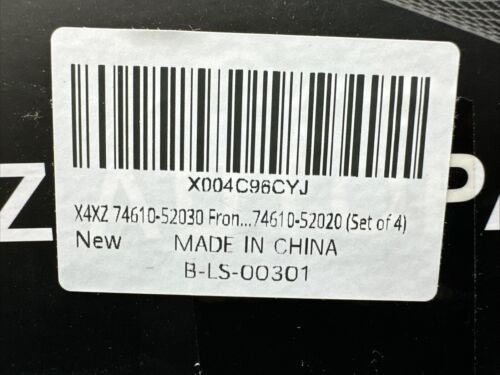 X004C96CYJ
X4XZ 74610-52030 Fron...74610-52020 (Set of 4)
New MADE IN CHINA
B-LS-00301